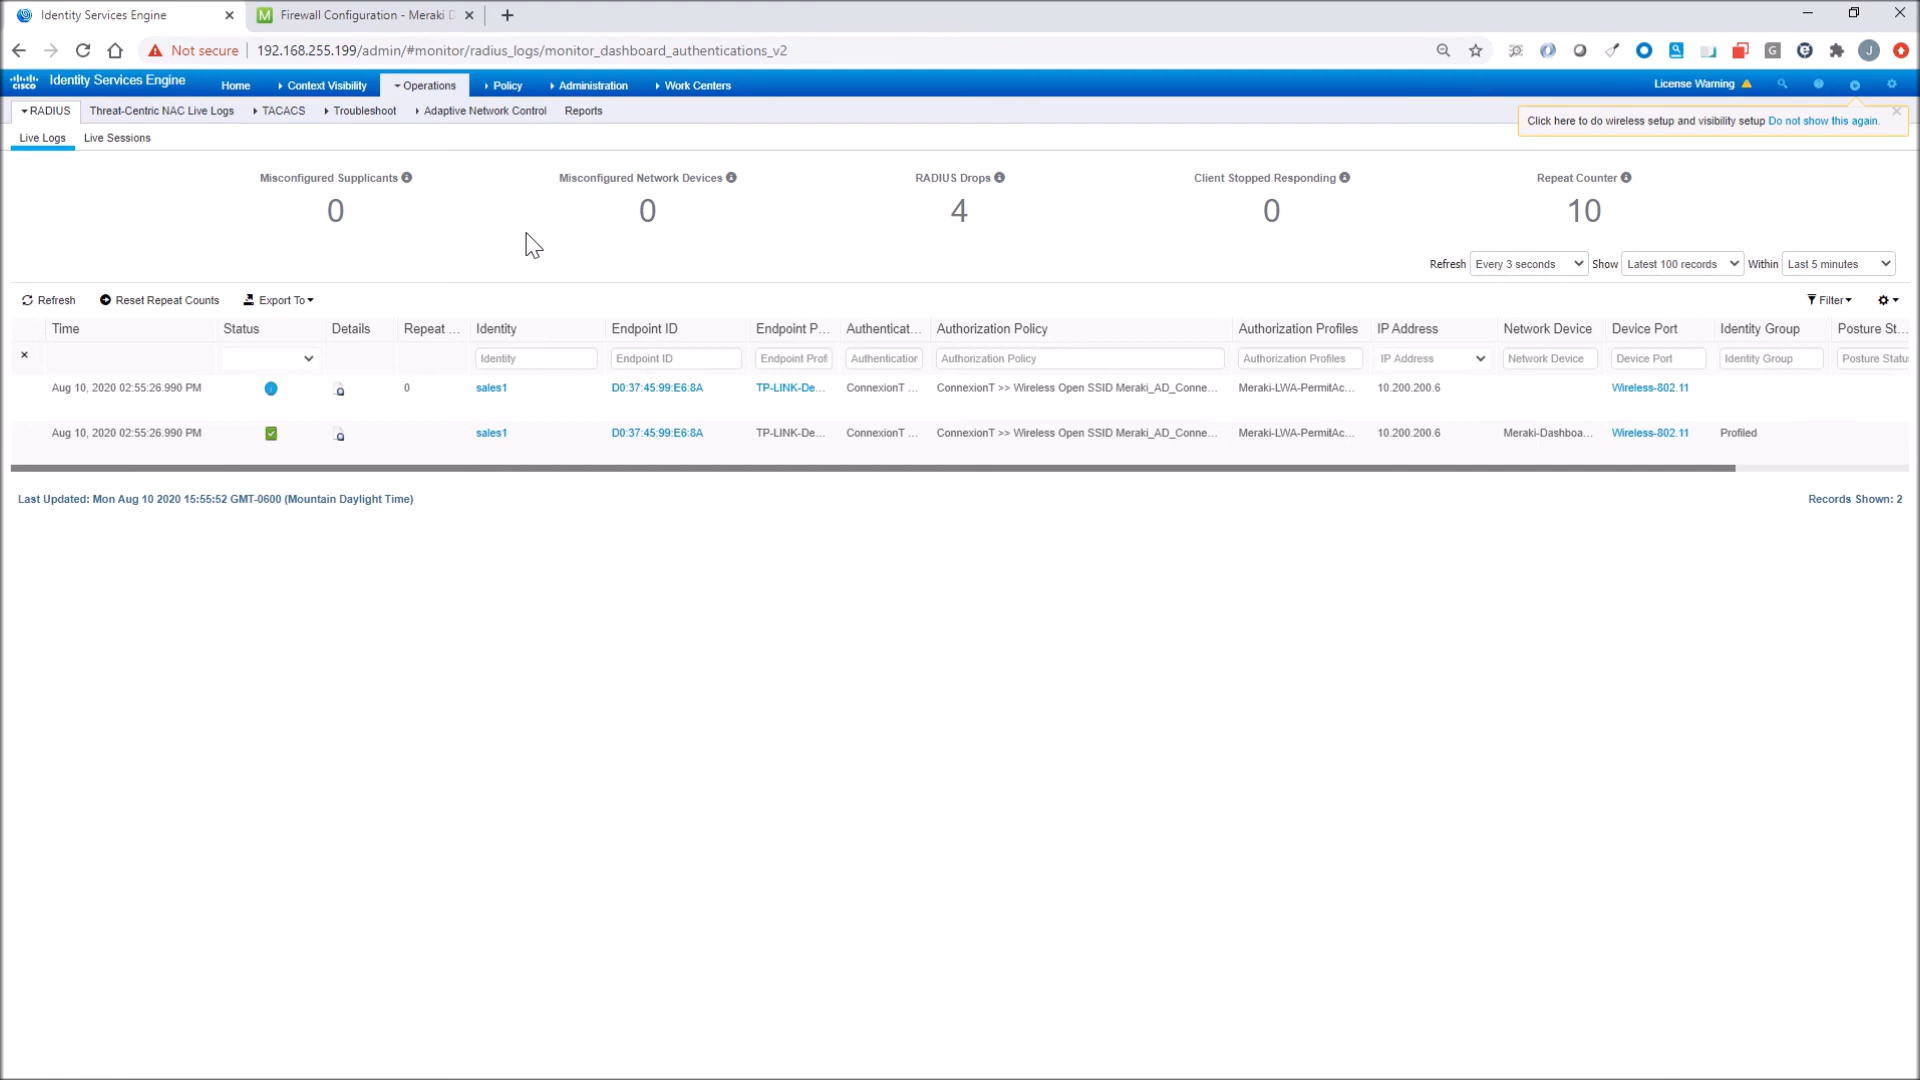 Identity Services Engine
Firewall Configuration - Meraki D
Not secure 192.168.255.199/admin/#monitor/radius_logs/monitor_dashboard_authentications_v2
G J
cisco Identity Services Engine Home Context Visibility Operations Policy Administration Work Centers License Warning
RADIUS Threat-Centric NAC Live Logs TACACS Troubleshoot Adaptive Network Control Reports
Click here to do wireless setup and visibility setup Do not show this again.
Live Logs Live Sessions
Misconfigured Supplicants Misconfigured Network Devices RADIUS Drops Client Stopped Responding Repeat Counter
0 0 4 0 10
Refresh Every 3 seconds Show Latest 100 records Within Last 5 minutes
Refresh Reset Repeat Counts Export To Filter
Time Status Details Repeat ... Identity Endpoint ID Endpoint P... Authenticat... Authorization Policy Authorization Profiles IP Address Network Device Device Port Identity Group Posture St...
Identity Endpoint ID Endpoint Prof Authentication Authorization Policy Authorization Profiles IP Address Network Device Device Port Identity Group Posture Status
Aug 10, 2020 02:55:26.990 PM 0 sales1 D0:37:45:99:E6:8A TP-LINK-De... ConnexionT ... ConnexionT >> Wireless Open SSID Meraki_AD_Conne... Meraki-LWA-PermitAc... 10.200.200.6 Wireless-802.11
Aug 10, 2020 02:55:26.990 PM sales1 D0:37:45:99:E6:8A TP-LINK-De... ConnexionT ... ConnexionT >> Wireless Open SSID Meraki_AD_Conne... Meraki-LWA-PermitAc... 10.200.200.6 Meraki-Dashboa... Wireless-802.11 Profiled
Last Updated: Mon Aug 10 2020 15:55:52 GMT-0600 (Mountain Daylight Time) Records Shown: 2